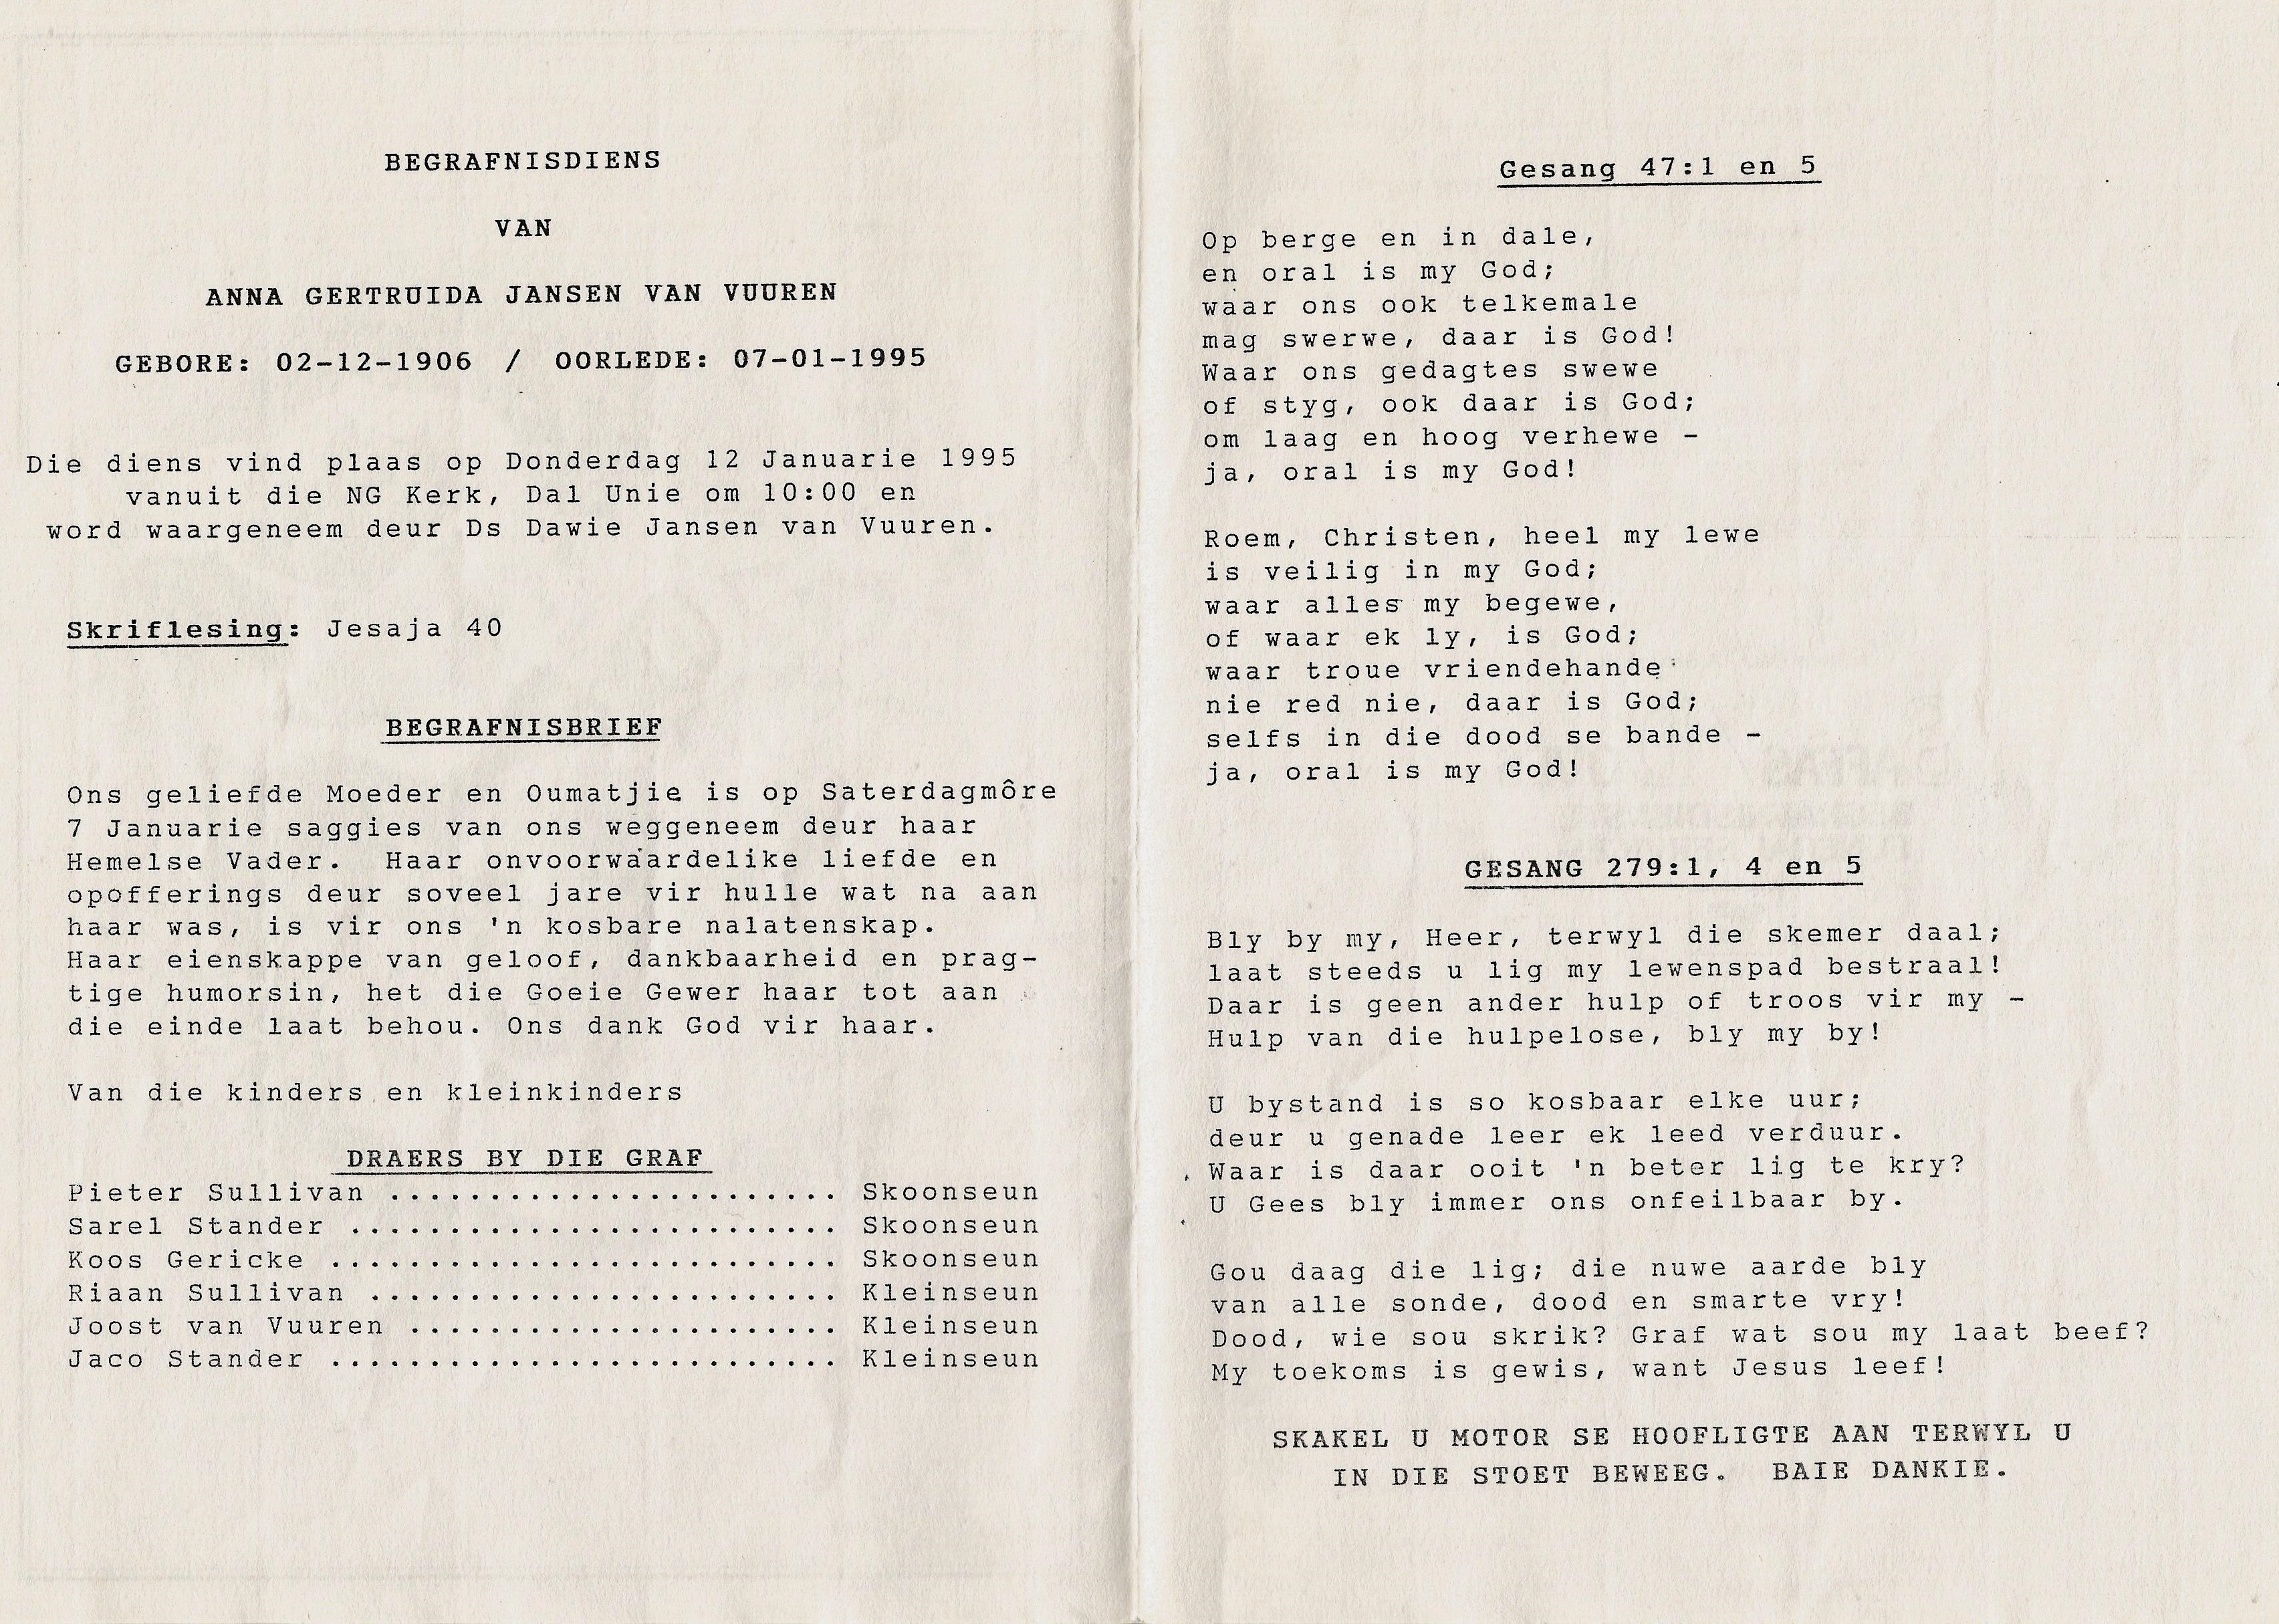 BEGRAFNISDIENS
VAN
ANNA GERTRUIDA JANSEN VAN VUUREN
GEBORE: 02-12-1906 / OORLEDE: 07-01-1995
Die diens vind plaas op Donderdag 12 Januarie 1995
vanuit die NG Kerk, Dal Unie om 10:00 en
word waargeneem deur Ds Dawie Jansen van Vuuren.
Skriflesing: Jesaja 40
BEGRAFNISBRIEF
Ons geliefde Moeder en Oumatjie is op Saterdagmôre
7 Januarie saggies van ons weggeneem deur haar
Hemelse Vader. Haar onvoorwaardelike liefde en
opofferings deur soveel jare vir hulle wat na aan
haar was, is vir ons 'n kosbare nalatenskap.
Haar eienskappe van geloof, dankbaarheid en prag-
tige humorsin, het die Goeie Gewer haar tot aan
die einde laat behou. Ons dank God vir haar.
Van die kinders en kleinkinders
DRAERS BY DIE GRAF
Pieter Sullivan ....................... Skoonseun
Sarel Stander ......................... Skoonseun
Koos Gericke .......................... Skoonseun
Riaan Sullivan ........................ Kleinseun
Joost van Vuuren ...................... Kleinseun
Jaco Stander .......................... Kleinseun
Gesang 47:1 en 5
Op berge en in dale,
en oral is my God;
waar ons ook telkemale
mag swerwe, daar is God!
Waar ons gedagtes swewe
of styg, ook daar is God;
om laag en hoog verhewe -
ja, oral is my God!
Roem, Christen, heel my lewe
is veilig in my God;
waar alles my begewe,
of waar ek ly, is God;
waar troue vriendehande
nie red nie, daar is God;
selfs in die dood se bande -
ja, oral is my God!
GESANG 279:1, 4 en 5
Bly by my, Heer, terwyl die skemer daal;
laat steeds u lig my lewenspad bestraal!
Daar is geen ander hulp of troos vir my -
Hulp van die hulpelose, bly my by!
U bystand is so kosbaar elke uur;
deur u genade leer ek leed verduur.
Waar is daar ooit 'n beter lig te kry?
U Gees bly immer ons onfeilbaar by.
Gou daag die lig; die nuwe aarde bly
van alle sonde, dood en smarte vry!
Dood, wie sou skrik? Graf wat sou my laat beef?
My toekoms is gewis, want Jesus leef!
SKAKEL U MOTOR SE HOOFLIGTE AAN TERWYL U
IN DIE STOET BEWEEG. BAIE DANKIE.